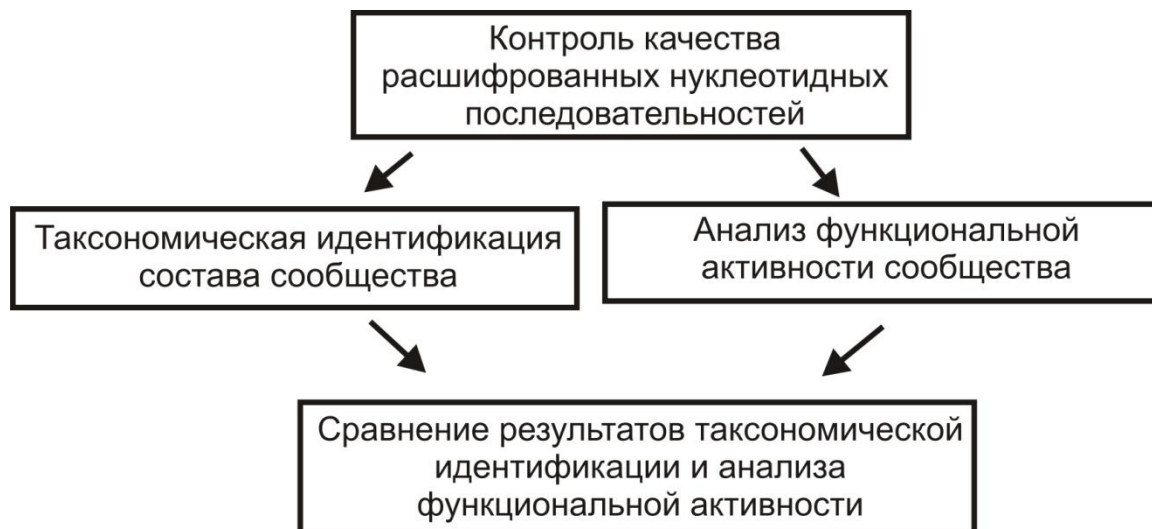 Контроль качества
расшифрованных нуклеотидных
последовательностей
Таксономическая идентификация
состава сообщества
Анализ функциональной
активности сообщества
Сравнение результатов таксономической
идентификации и анализа
функциональной активности